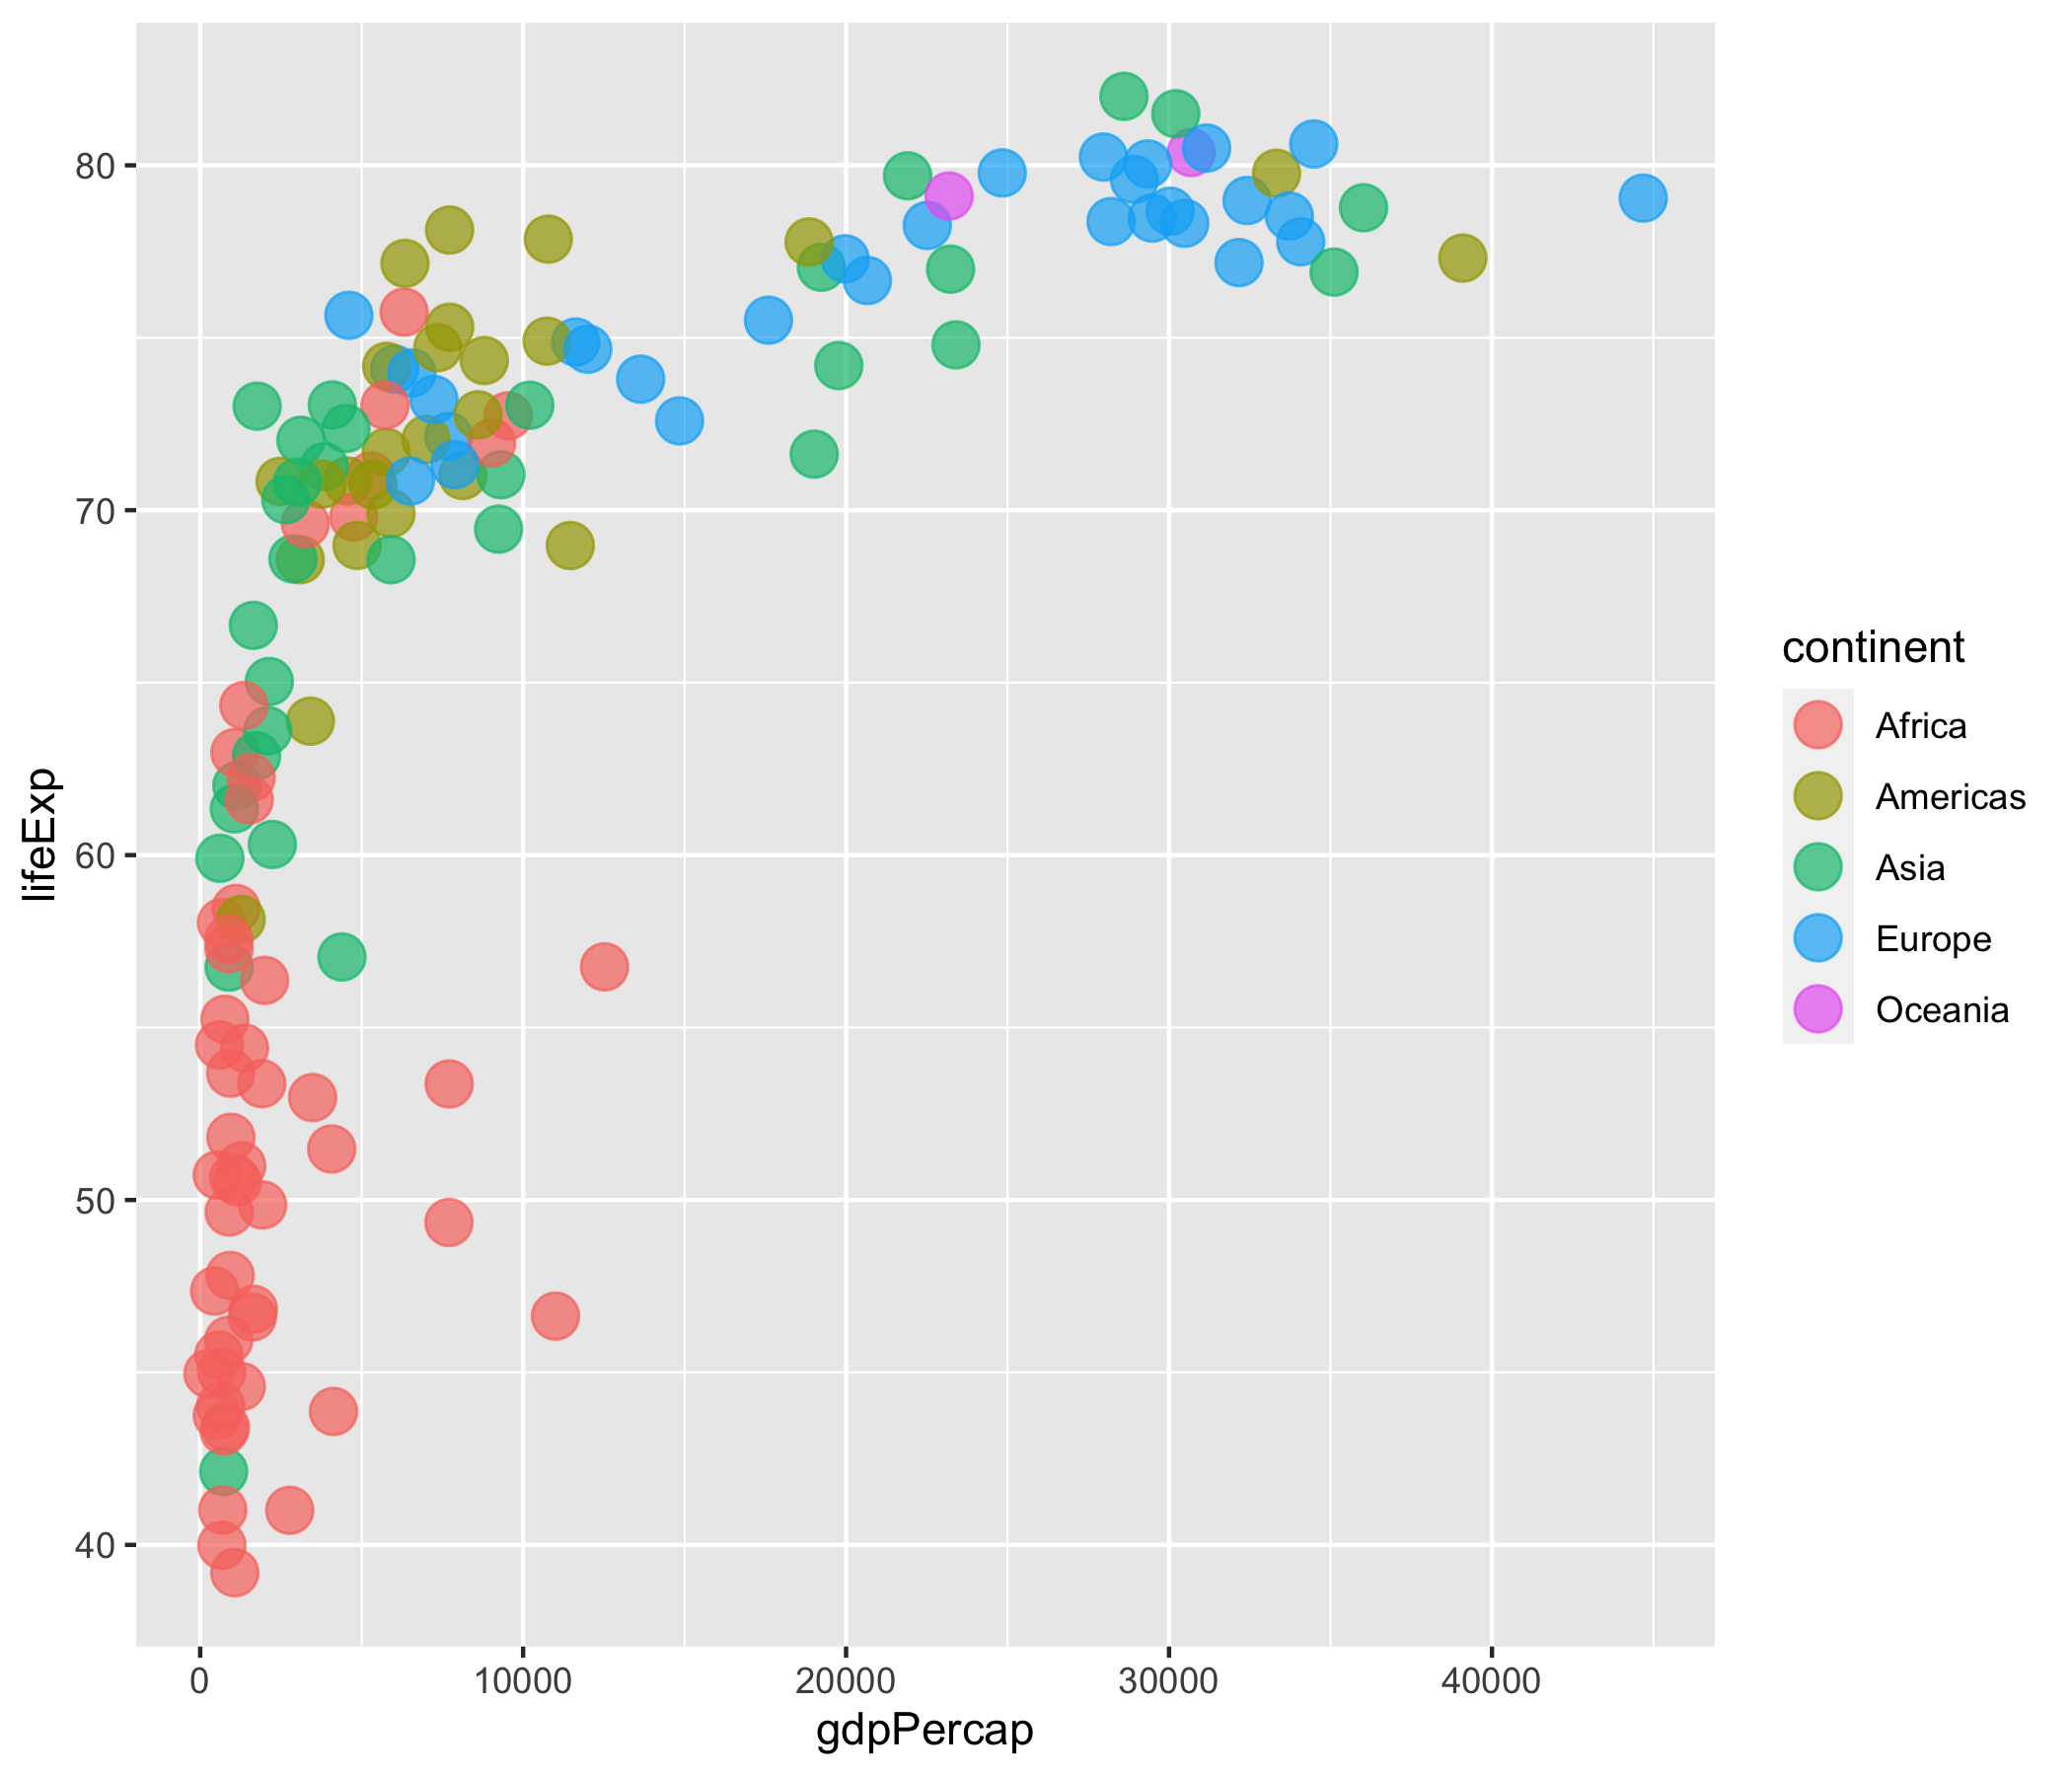 80
70
60
50
40
lifeExp
0 10000 20000 30000 40000
gdpPercap
continent
Africa
Americas
Asia
Europe
Oceania